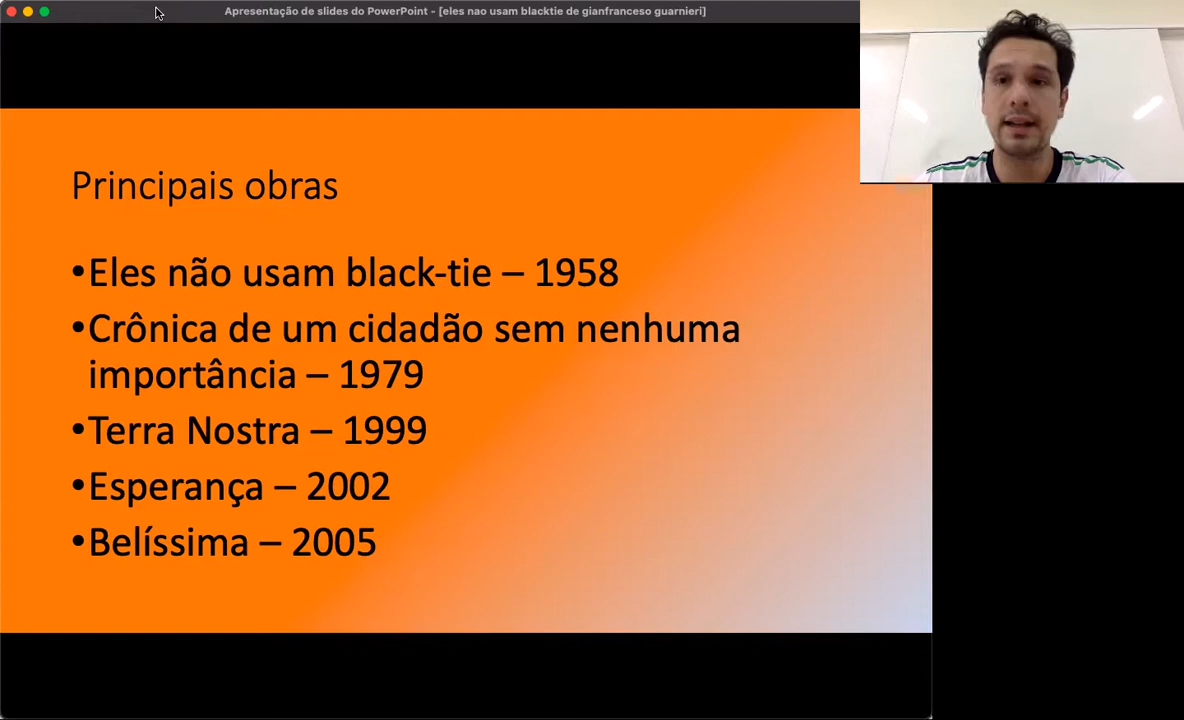 Apresentação de slides do PowerPoint - [eles nao usam blacktie de gianfranceso guarnieri]
Principais obras
•Eles não usam black-tie – 1958
•Crônica de um cidadão sem nenhuma
importância – 1979
•Terra Nostra – 1999
•Esperança – 2002
•Belíssima – 2005